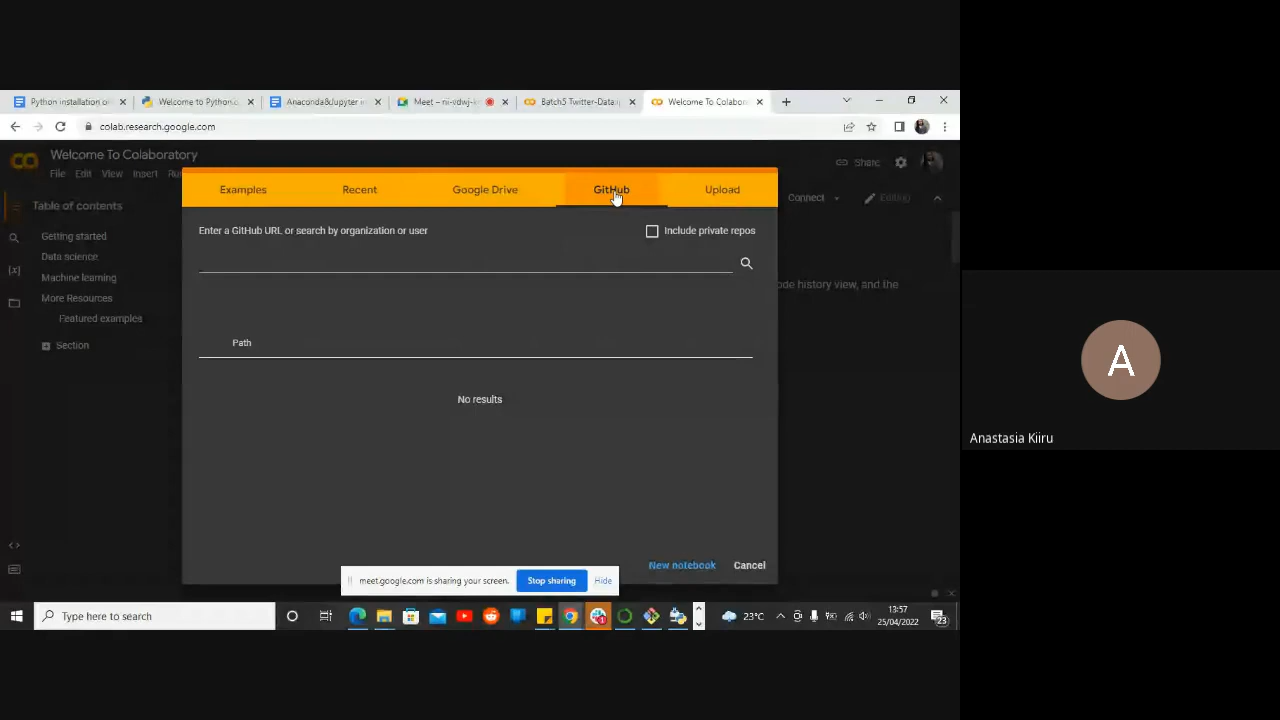 Python installation o
Welcome to Python.o
Anaconda&Jupyter in
Meet – ni-vdwj-
Batch5 Twitter-Data.i
Welcome To Colabor
colab.research.google.com
Welcome To Colaboratory
File Edit View Insert Ru
Share
Table of contents
Getting started
Data science
Machine learning
More Resources
Featured examples
Section
Examples
Recent
Google Drive
GitHub
Upload
Connect
Editing
Enter a GitHub URL or search by organization or user
Include private repos
ode history view, and the
Path
No results
New notebook
Cancel
meet.google.com is sharing your screen.
Stop sharing
Hide
Type here to search
23°C
13:57
25/04/2022
23
A
Anastasia Kiiru